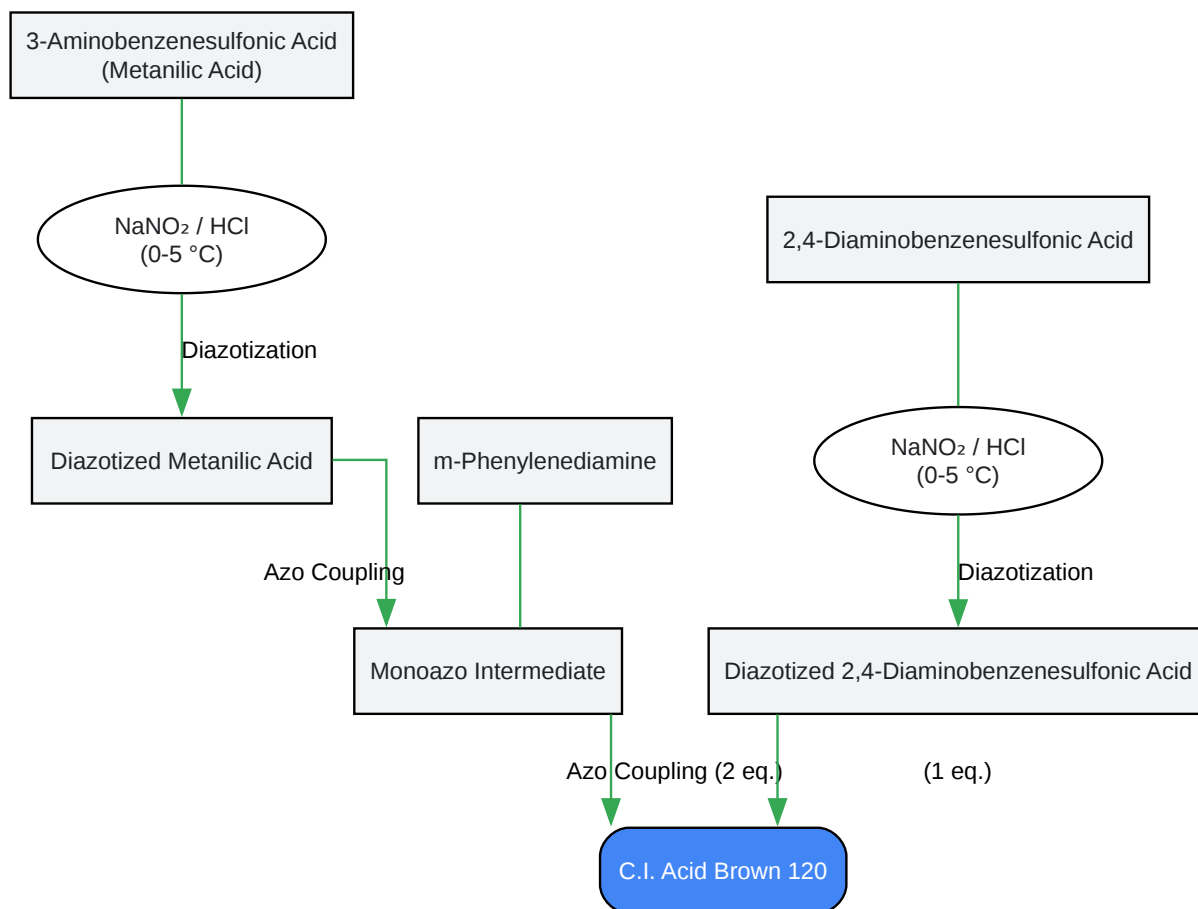 3-Aminobenzenesulfonic Acid
(Metanilic Acid)
NaNO₂ / HCl
(0-5 °C)
2,4-Diaminobenzenesulfonic Acid
Diazotization
Diazotized Metanilic Acid
m-Phenylenediamine
NaNO₂ / HCl
(0-5 °C)
Azo Coupling
Diazotization
Monoazo Intermediate
Diazotized 2,4-Diaminobenzenesulfonic Acid
Azo Coupling (2 eq.)
(1 eq.)
C.I. Acid Brown 120